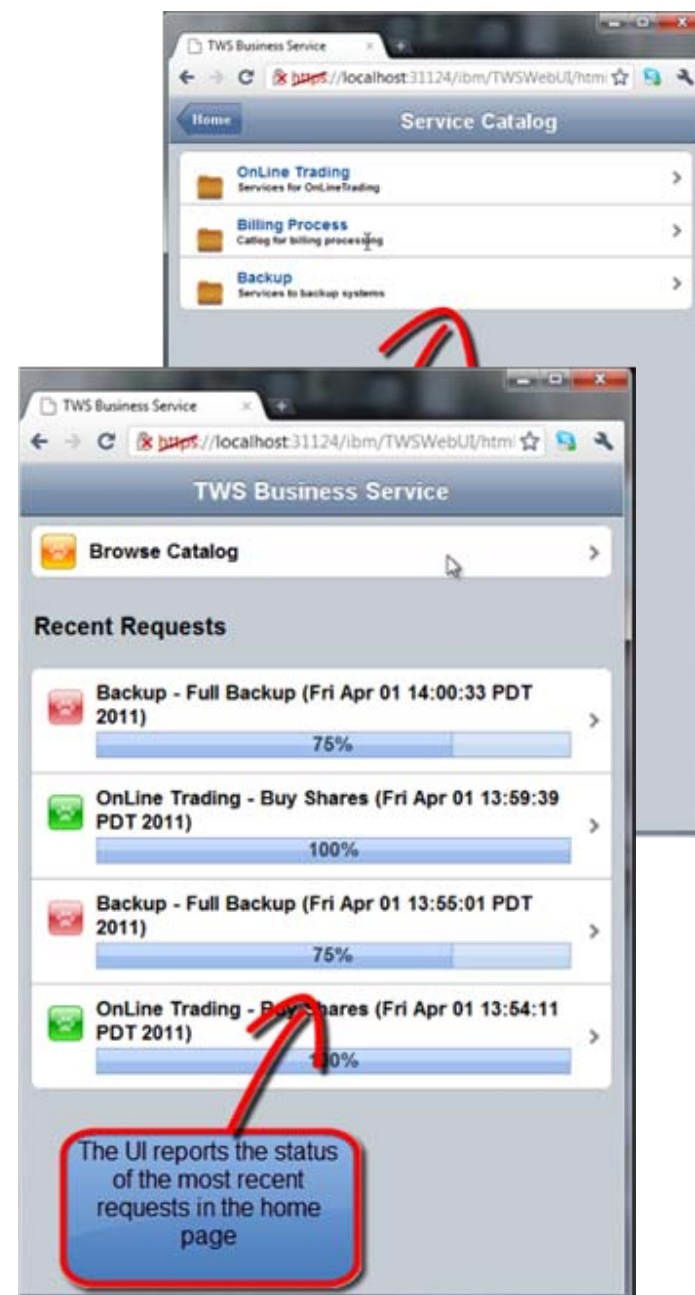 TWS Business Service
https://localhost:31124/ibm/TWSWebUI/html
Home
Service Catalog
OnLine Trading
Services for OnLineTrading
Billing Process
Catlog for billing processing
Backup
Services to backup systems
TWS Business Service
https://localhost:31124/ibm/TWSWebUI/html
TWS Business Service
Browse Catalog
Recent Requests
Backup - Full Backup (Fri Apr 01 14:00:33 PDT
2011)
75%
OnLine Trading - Buy Shares (Fri Apr 01 13:59:39
PDT 2011)
100%
Backup - Full Backup (Fri Apr 01 13:55:01 PDT
2011)
75%
OnLine Trading - Buy Shares (Fri Apr 01 13:54:11
PDT 2011)
100%
The UI reports the status
of the most recent
requests in the home
page